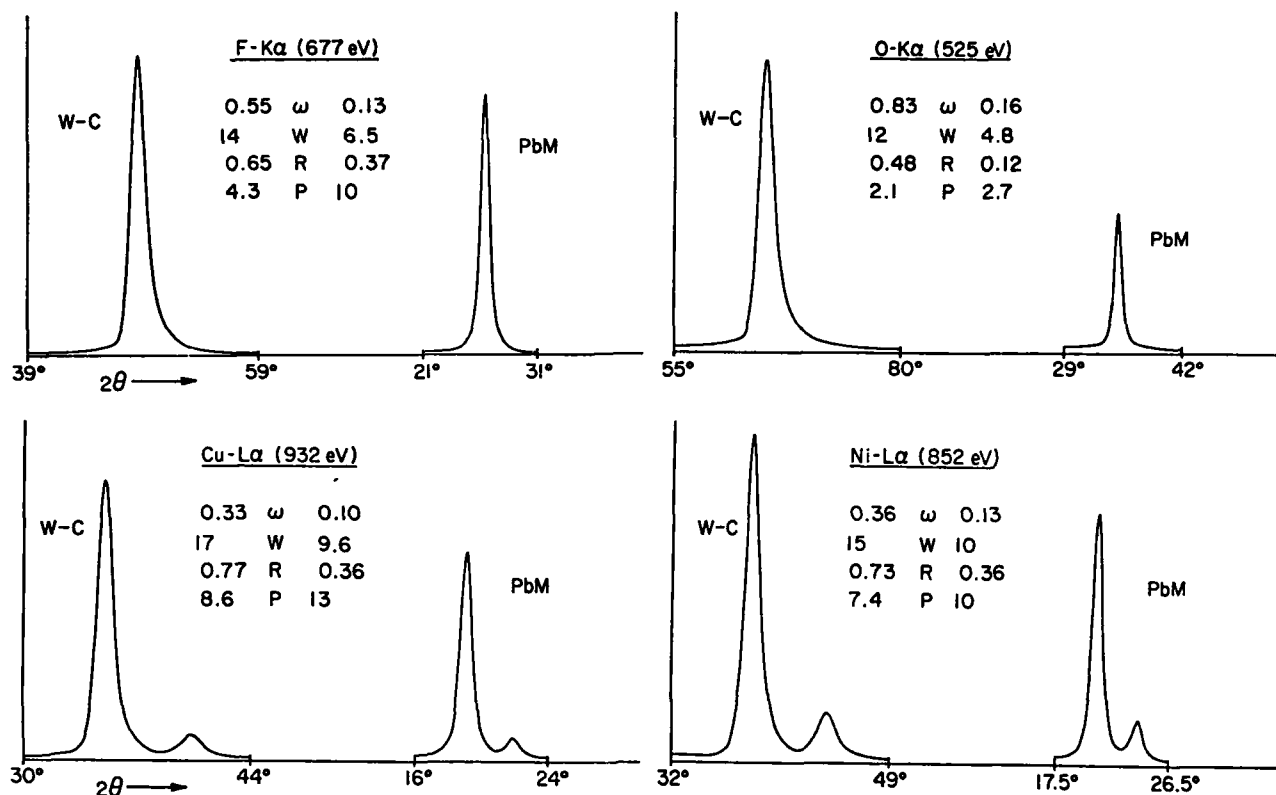 F-Kα (677 eV)
W-C
0.55 ω 0.13
14 W 6.5
0.65 R 0.37
4.3 P 10
PbM
39° 59° 21° 31°
2θ
O-Kα (525 eV)
W-C
0.83 ω 0.16
12 W 4.8
0.48 R 0.12
2.1 P 2.7
PbM
55° 80° 29° 42°
Cu-Lα (932 eV)
W-C
0.33 ω 0.10
17 W 9.6
0.77 R 0.36
8.6 P 13
PbM
30° 44° 16° 24°
2θ
Ni-Lα (852 eV)
W-C
0.36 ω 0.13
15 W 10
0.73 R 0.36
7.4 P 10
PbM
32° 49° 17.5° 26.5°